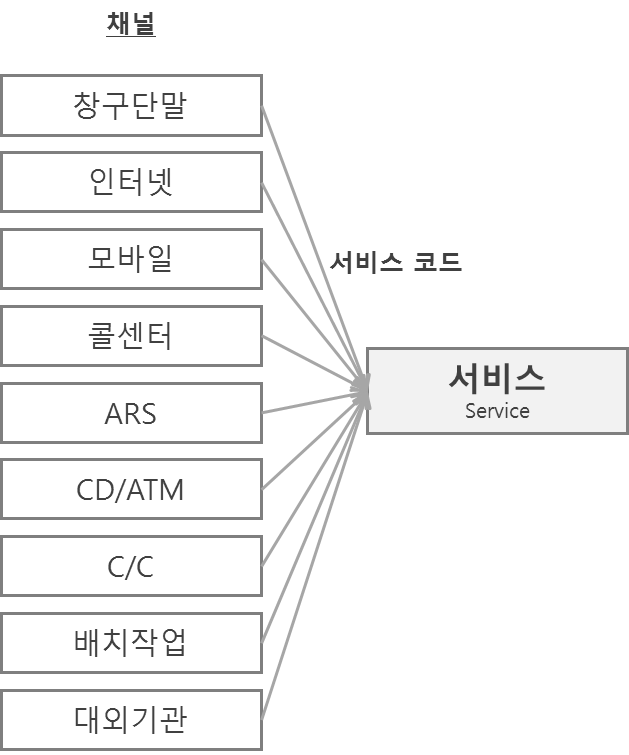 채널
창구단말
인터넷
모바일
서비스 코드
콜센터
서비스
Service
ARS
CD/ATM
C/C
배치작업
대외기관